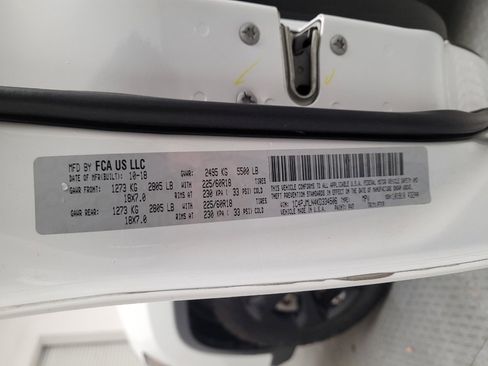 MFD BY FCA US LLC
DATE OF MFR(BUILT): 10-18
GVWR: 2495 KG 5500 LB
GAWR FRONT: 1273 KG 2805 LB WITH 225/60R18 TIRES
18X7.0 RIMS AT 230 KPA ( 33 PSI) COLD
GAWR REAR: 1273 KG 2805 LB WITH 225/60R18 TIRES
18X7.0 RIMS AT 230 KPA ( 33 PSI) COLD
THIS VEHICLE CONFORMS TO ALL APPLICABLE U.S.A. FEDERAL MOTOR VEHICLE SAFETY AND
THEFT PREVENTION STANDARDS IN EFFECT ON THE DATE OF MANUFACTURE SHOWN ABOVE.
VIN: TYPE: MPV
PAINT: